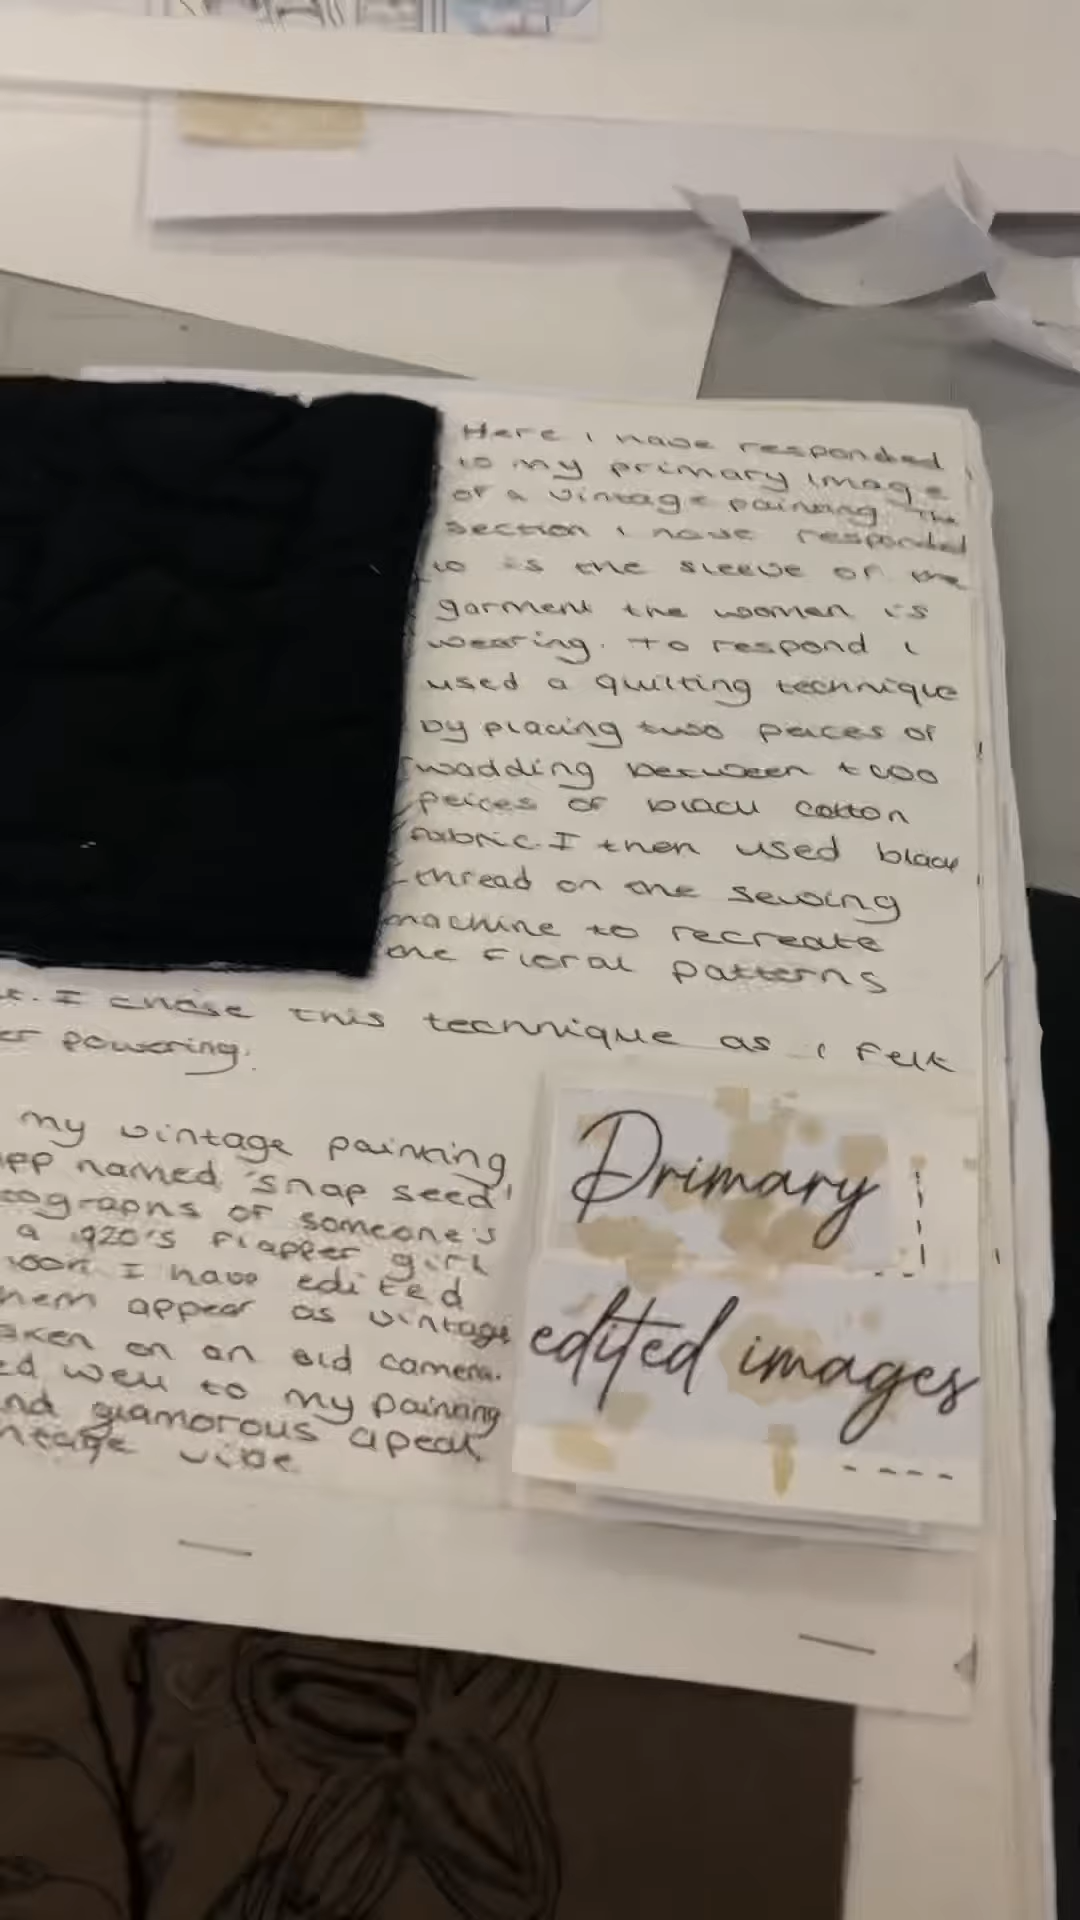 Here i have responded
to my primary image
of a vintage painting The
section i have responded
to is the sleeve of the
garment the women is
wearing. To respond i
used a quilting technique
by placing two peices of
wadding between two
peices of black cotton
fabric. I then used black
thread on the sewing
machine to recreate
the floral patterns
I chose this technique as i felt
powering.
my vintage painting
named 'snap seed'
of someone's
a 1920's flapper girl
I have edited
appear as vintage
on an old camera.
well to my painting
glamorous apeal
vibe
Primary
edited images